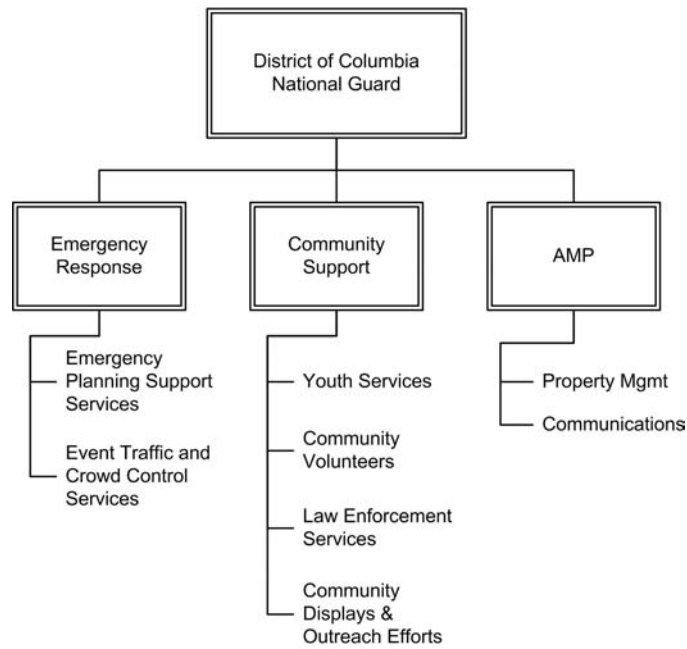 District of Columbia
National Guard
Emergency
Response
Community
Support
AMP
Emergency
Planning Support
Services
Event Traffic and
Crowd Control
Services
Youth Services
Community
Volunteers
Law Enforcement
Services
Community
Displays &
Outreach Efforts
Property Mgmt
Communications